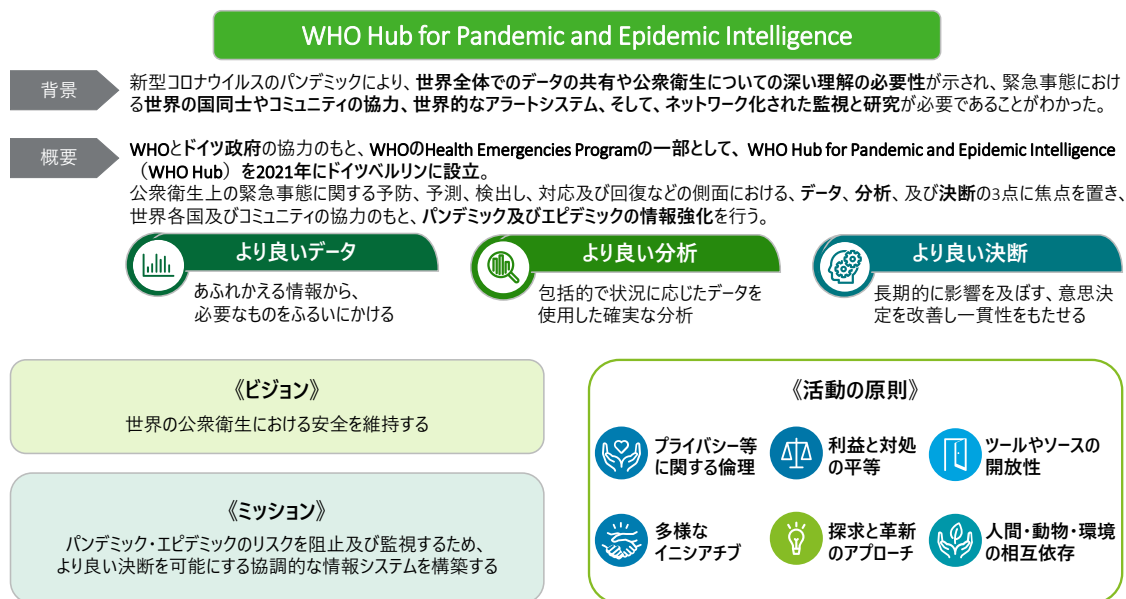 WHO Hub for Pandemic and Epidemic Intelligence
背景
新型コロナウイルスのパンデミックにより、世界全体でのデータの共有や公衆衛生についての深い理解の必要性が示され、緊急事態におけ
る世界の国同士やコミュニティの協力、世界的なアラートシステム、そして、ネットワーク化された監視と研究が必要であることがわかった。
概要
WHOとドイツ政府の協力のもと、WHOのHealth Emergencies Programの一部として、WHO Hub for Pandemic and Epidemic Intelligence
（WHO Hub）を2021年にドイツベルリンに設立。
公衆衛生上の緊急事態に関する予防、予測、検出し、対応及び回復などの側面における、データ、分析、及び決断の3点に焦点を置き、
世界各国及びコミュニティの協力のもと、パンデミック及びエピデミックの情報強化を行う。
より良いデータ
あふれかえる情報から、
必要なものをふるいにかける
より良い分析
包括的で状況に応じたデータを
使用した確実な分析
より良い決断
長期的に影響を及ぼす、意思決
定を改善し一貫性をもたせる
《ビジョン》
世界の公衆衛生における安全を維持する
《ミッション》
パンデミック・エピデミックのリスクを阻止及び監視するため、
より良い決断を可能にする協調的な情報システムを構築する
《活動の原則》
プライバシー等
に関する倫理
利益と対処
の平等
ツールやソースの
開放性
多様な
イニシアチブ
探求と革新
のアプローチ
人間・動物・環境
の相互依存